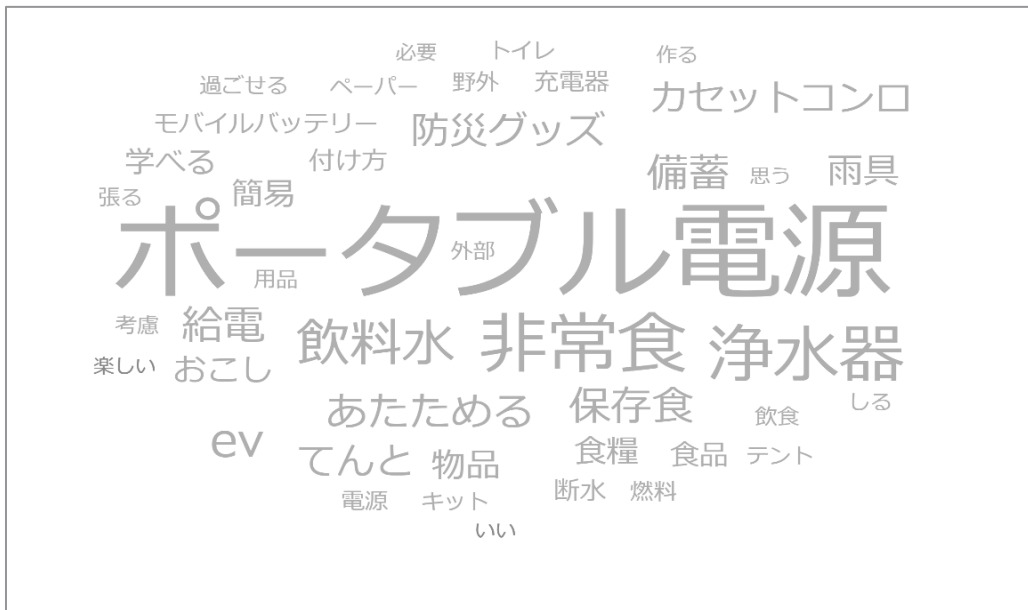 必要 トイレ 作る
過ごせる ペーパー 野外 充電器 カセットコンロ
モバイルバッテリー 防災グッズ
学べる 付け方 備蓄 思う 雨具
張る 簡易
ポータブル電源
外部
用品
考慮 給電 飲料水 非常食 浄水器
楽しい おこし
あたためる 保存食 飲食 しる
ev てんと 物品 食糧 食品 テント
電源 キット 断水 燃料
いい